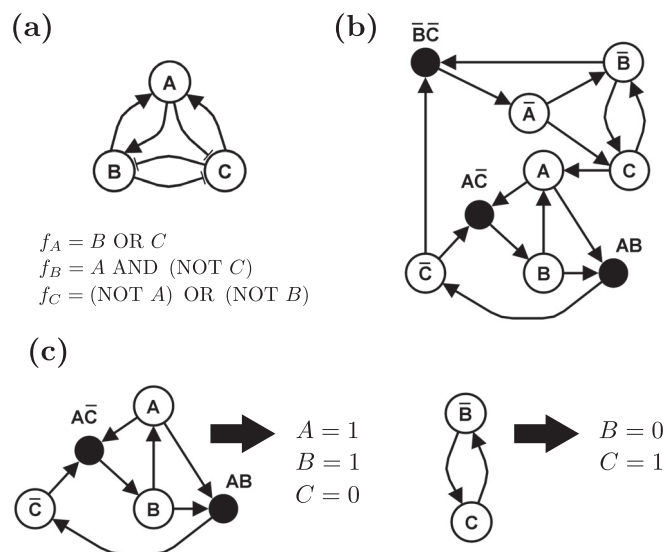 (a)
A
B
C
f_A = B OR C
f_B = A AND (NOT C)
f_C = (NOT A) OR (NOT B)
(b)
B̄C̄
B̄
Ā
AC̄
A
C
AB
C̄
B
(c)
AC̄
A
AB
C̄
B
A = 1
B = 1
C = 0
B̄
C
B = 0
C = 1